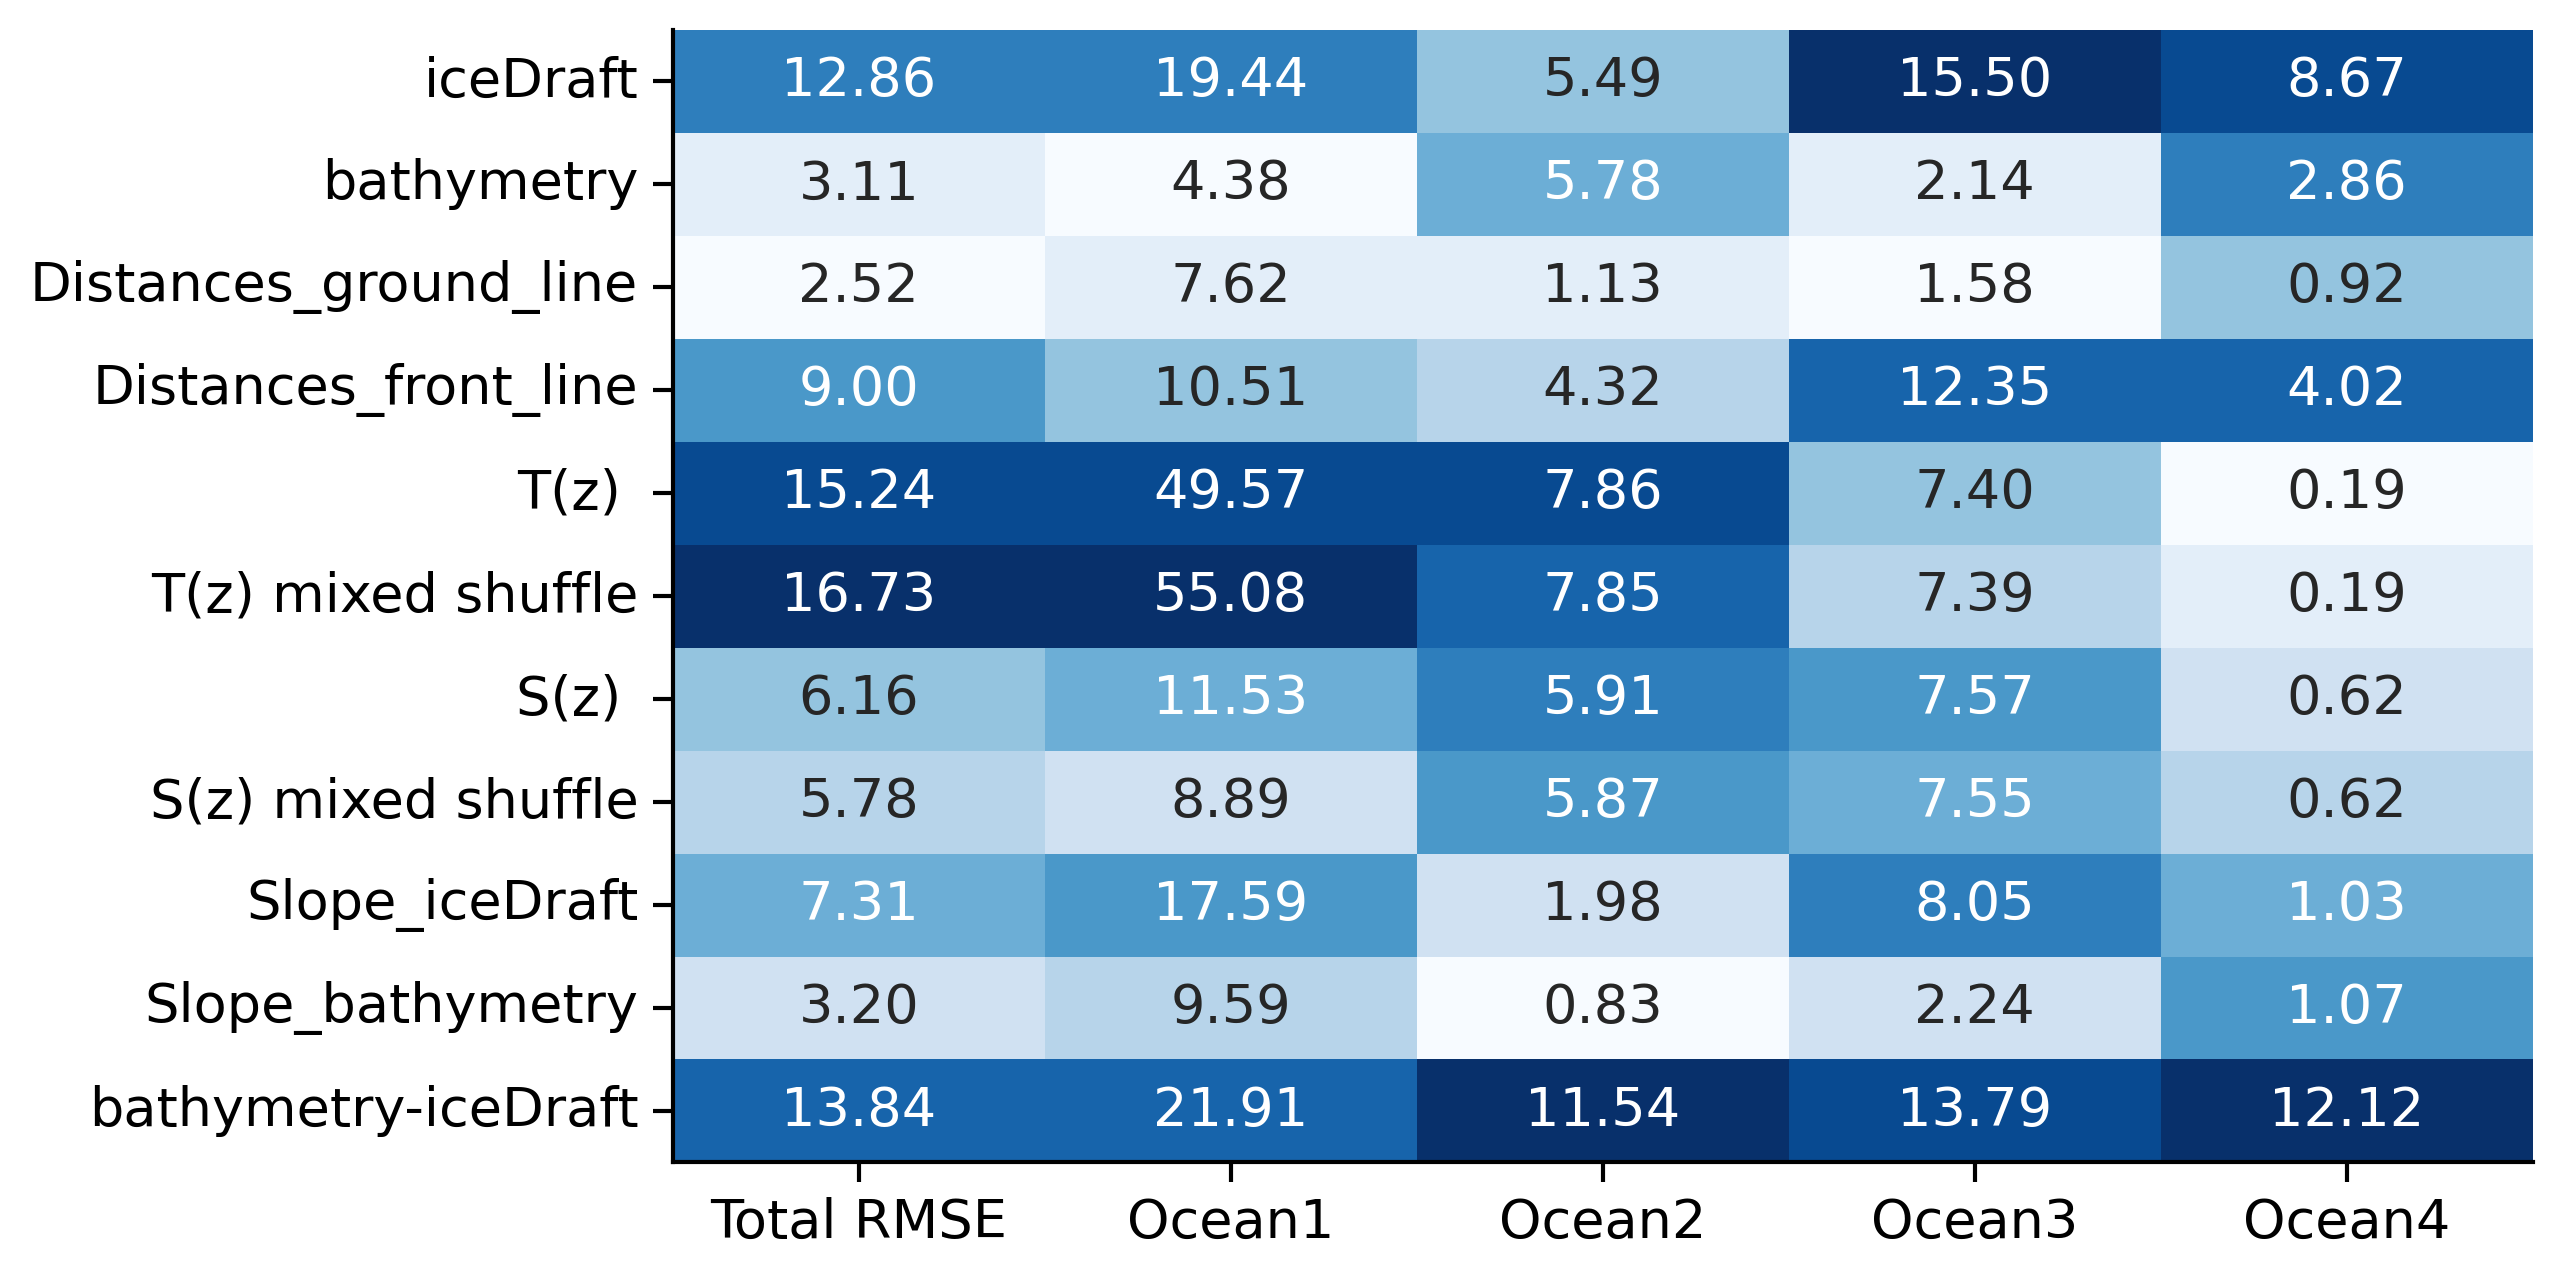 iceDraft 12.86 19.44 5.49 15.50 8.67
bathymetry 3.11 4.38 5.78 2.14 2.86
Distances_ground_line 2.52 7.62 1.13 1.58 0.92
Distances_front_line 9.00 10.51 4.32 12.35 4.02
T(z) 15.24 49.57 7.86 7.40 0.19
T(z) mixed shuffle 16.73 55.08 7.85 7.39 0.19
S(z) 6.16 11.53 5.91 7.57 0.62
S(z) mixed shuffle 5.78 8.89 5.87 7.55 0.62
Slope_iceDraft 7.31 17.59 1.98 8.05 1.03
Slope_bathymetry 3.20 9.59 0.83 2.24 1.07
bathymetry-iceDraft 13.84 21.91 11.54 13.79 12.12
Total RMSE Ocean1 Ocean2 Ocean3 Ocean4